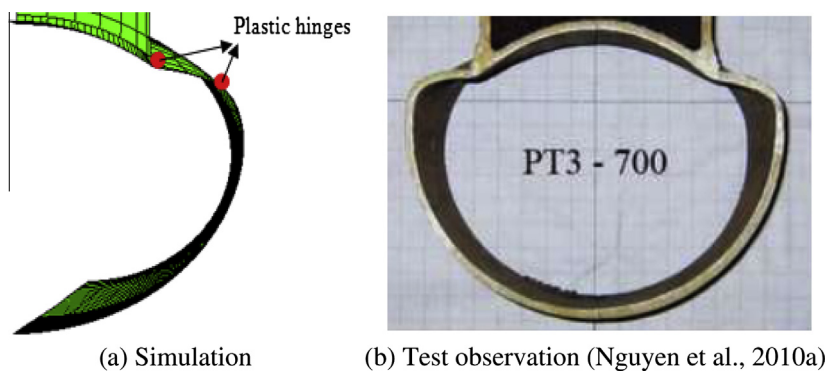 Plastic hinges
PT3 - 700
(a) Simulation
(b) Test observation (Nguyen et al., 2010a)